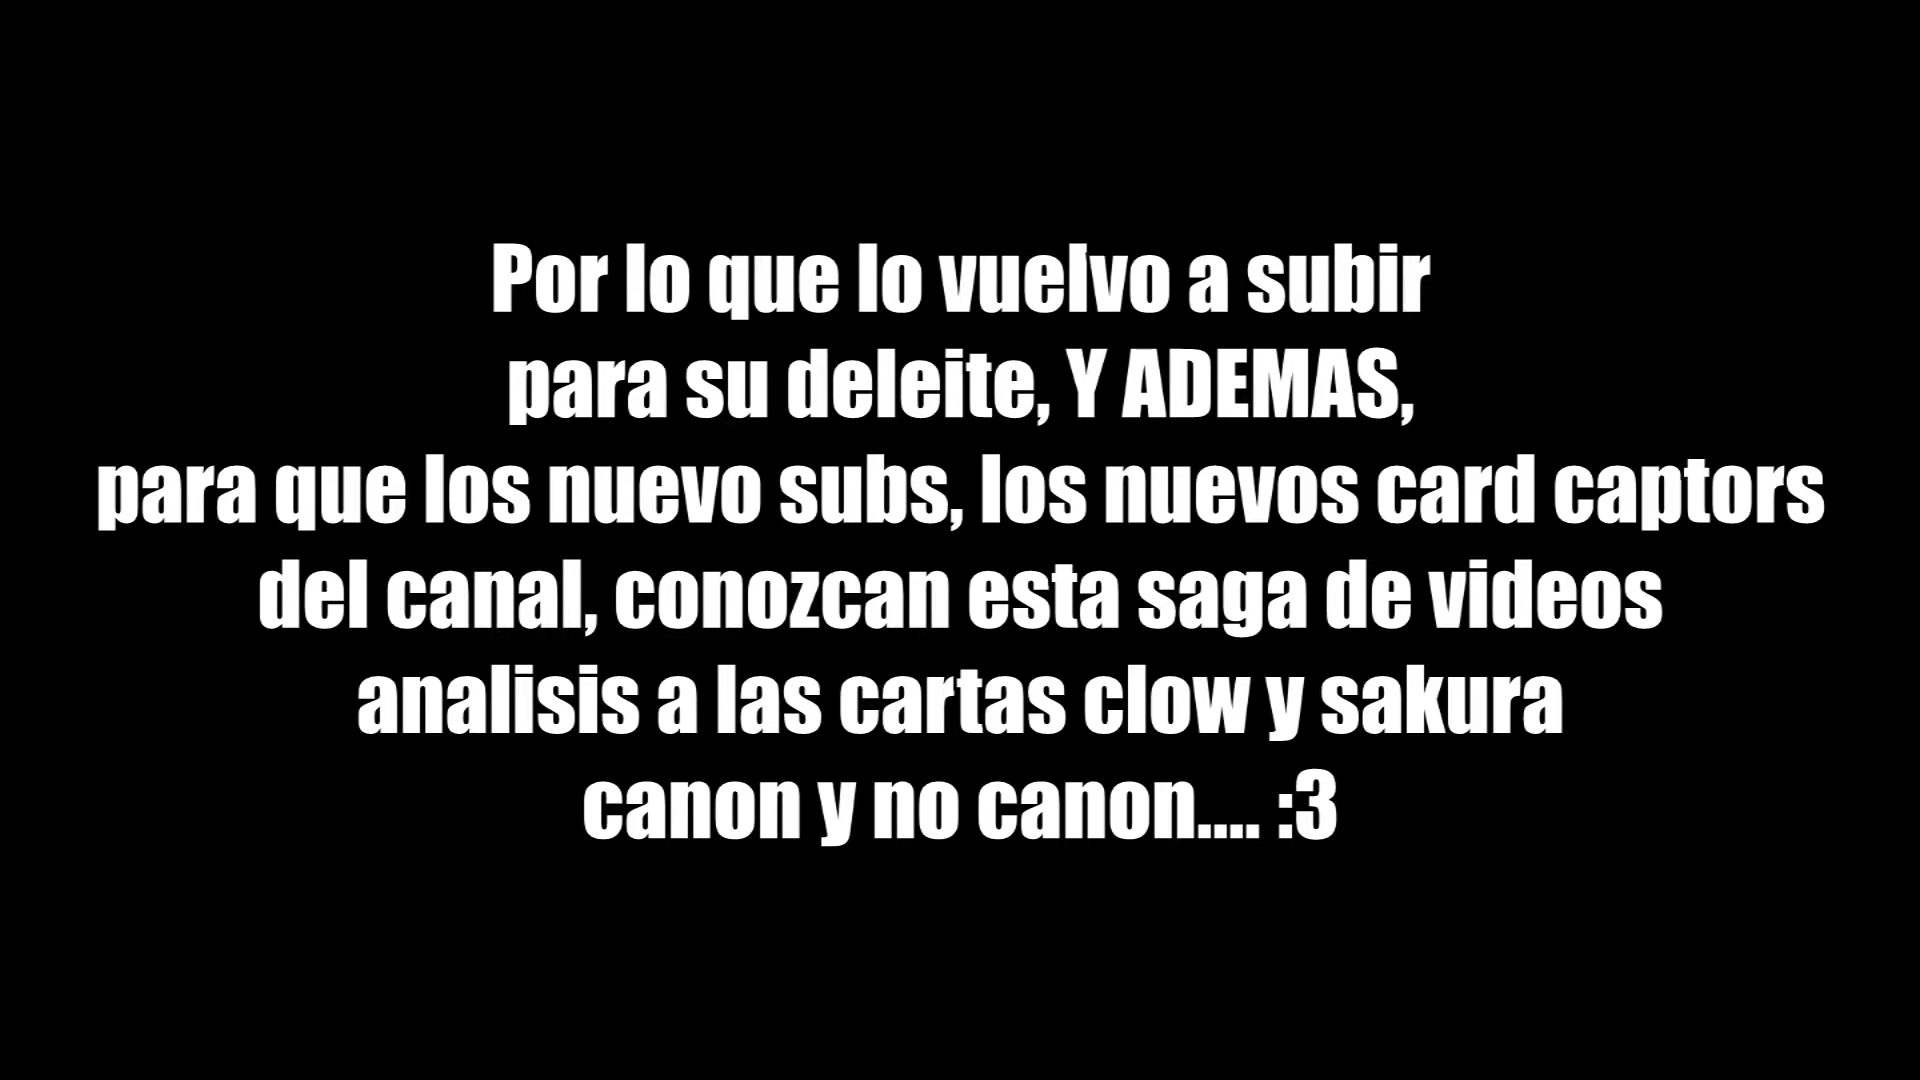 Por lo que lo vuelvo a subir
para su deleite, Y ADEMAS,
para que los nuevo subs, los nuevos card captors
del canal, conozcan esta saga de videos
analisis a las cartas clow y sakura
canon y no canon.... :3